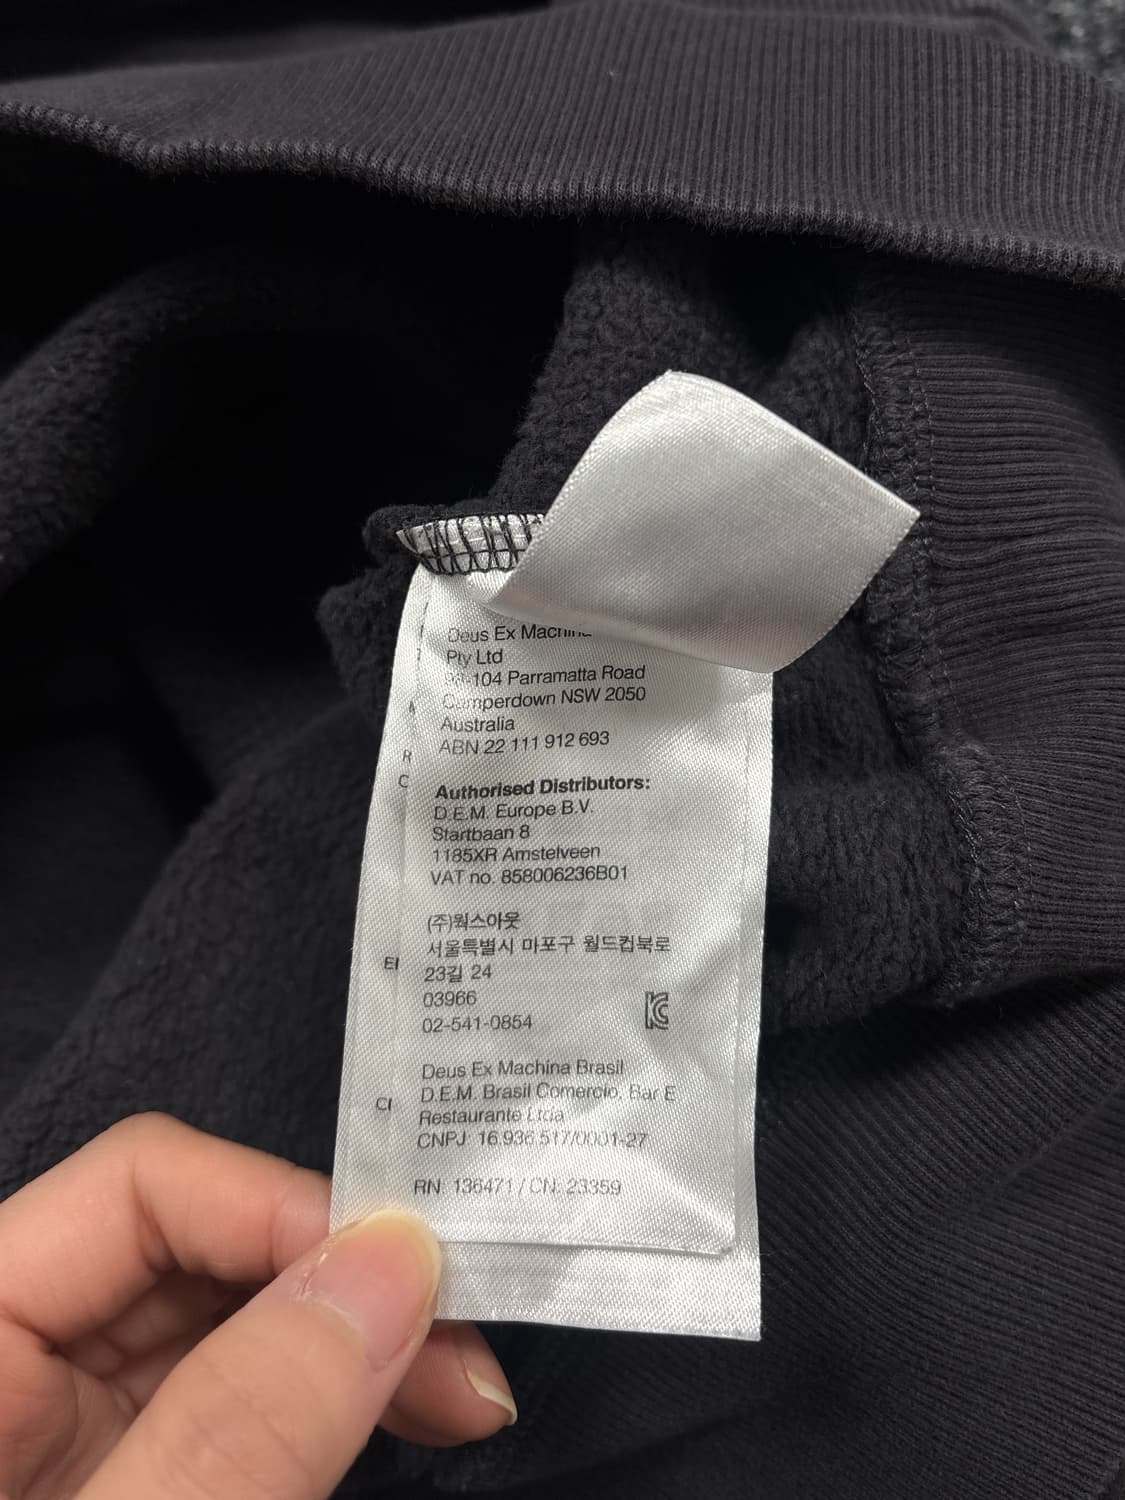 Deus Ex Machina
Pty Ltd
98-104 Parramatta Road
Camperdown NSW 2050
Australia
ABN 22 111 912 693
Authorised Distributors:
D.E.M. Europe B.V.
Startbaan 8
1185XR Amstelveen
VAT no. 858006236B01
(주)웍스아웃
서울특별시 마포구 월드컵북로
23길 24
03966
02-541-0854
Deus Ex Machina Brasil
D.E.M. Brasil Comercio, Bar E
Restaurante Ltda
CNPJ 16.936.517/0001-27
RN 136471 / CN: 23359